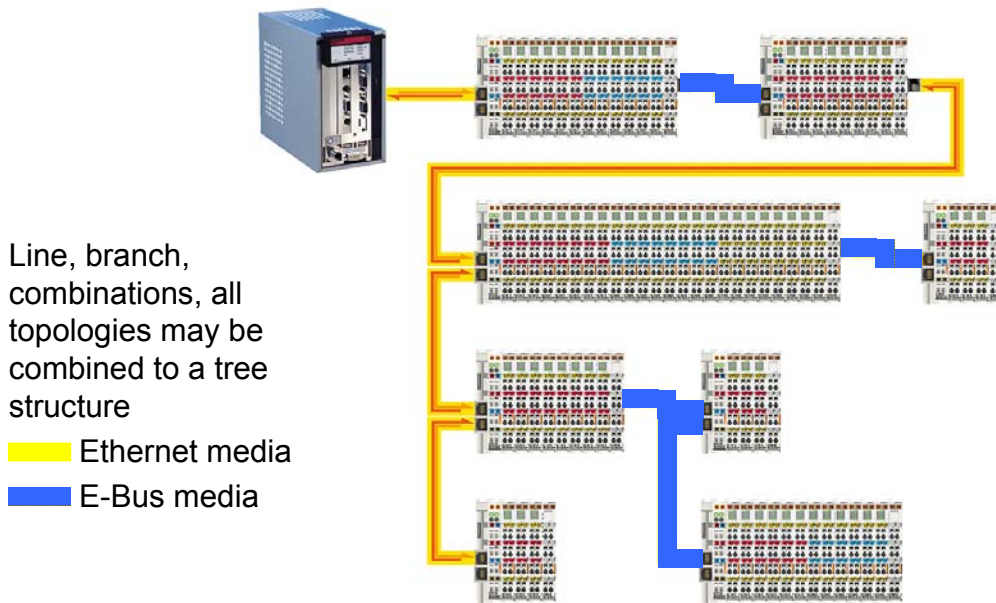 Line, branch,
combinations, all
topologies may be
combined to a tree
structure
Ethernet media
E-Bus media